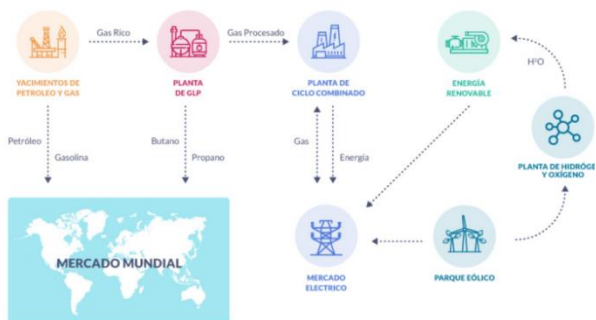 Gas Rico
Gas Procesado
H²O
YACIMIENTOS DE
PETROLEO Y GAS
PLANTA
DE GLP
PLANTA DE
CICLO COMBINADO
ENERGÍA
RENOVABLE
PLANTA DE HIDRÓGE
Y OXÍGENO
Petróleo
Gasolina
Butano
Propano
Gas
Energía
MERCADO MUNDIAL
MERCADO
ELECTRICO
PARQUE EÓLICO